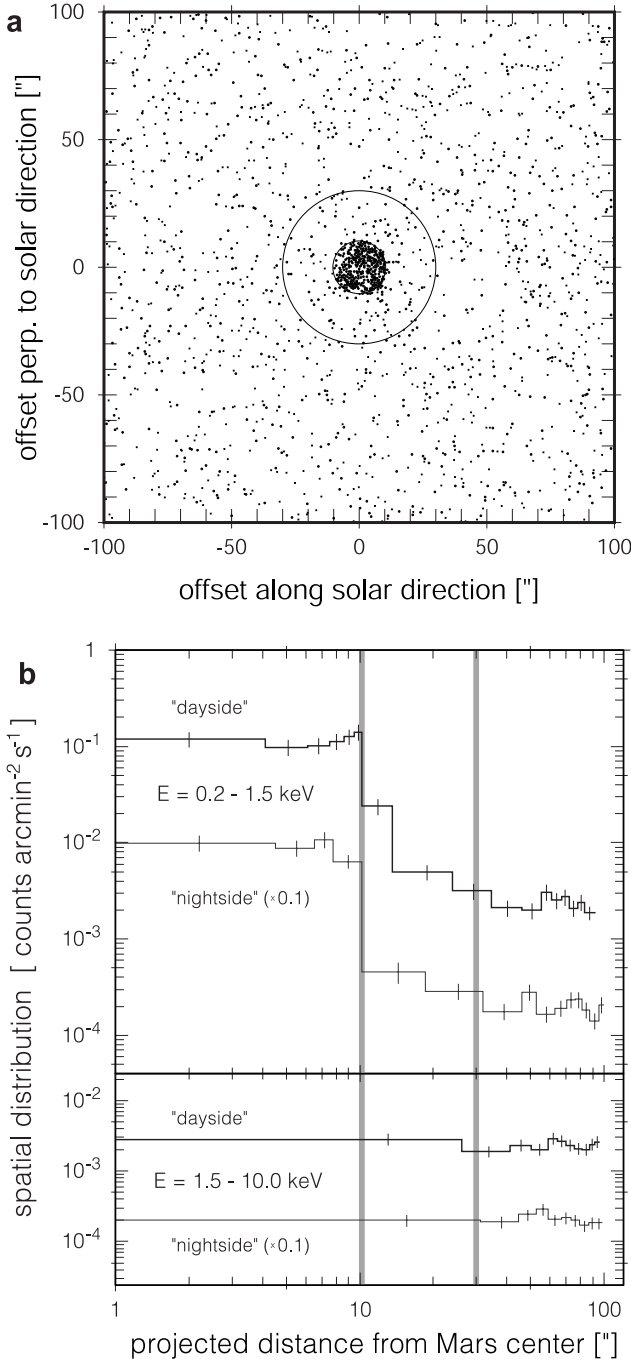 a
100
50
0
-50
-100
offset perp. to solar direction ["]
-100 -50 0 50 100
offset along solar direction ["]
b
1
10⁻¹
10⁻²
10⁻³
10⁻⁴
"dayside"
E = 0.2 - 1.5 keV
"nightside" (×0.1)
10⁻²
10⁻³
10⁻⁴
"dayside"
E = 1.5 - 10.0 keV
"nightside" (×0.1)
spatial distribution [ counts arcmin⁻² s⁻¹ ]
1 10 100
projected distance from Mars center ["]